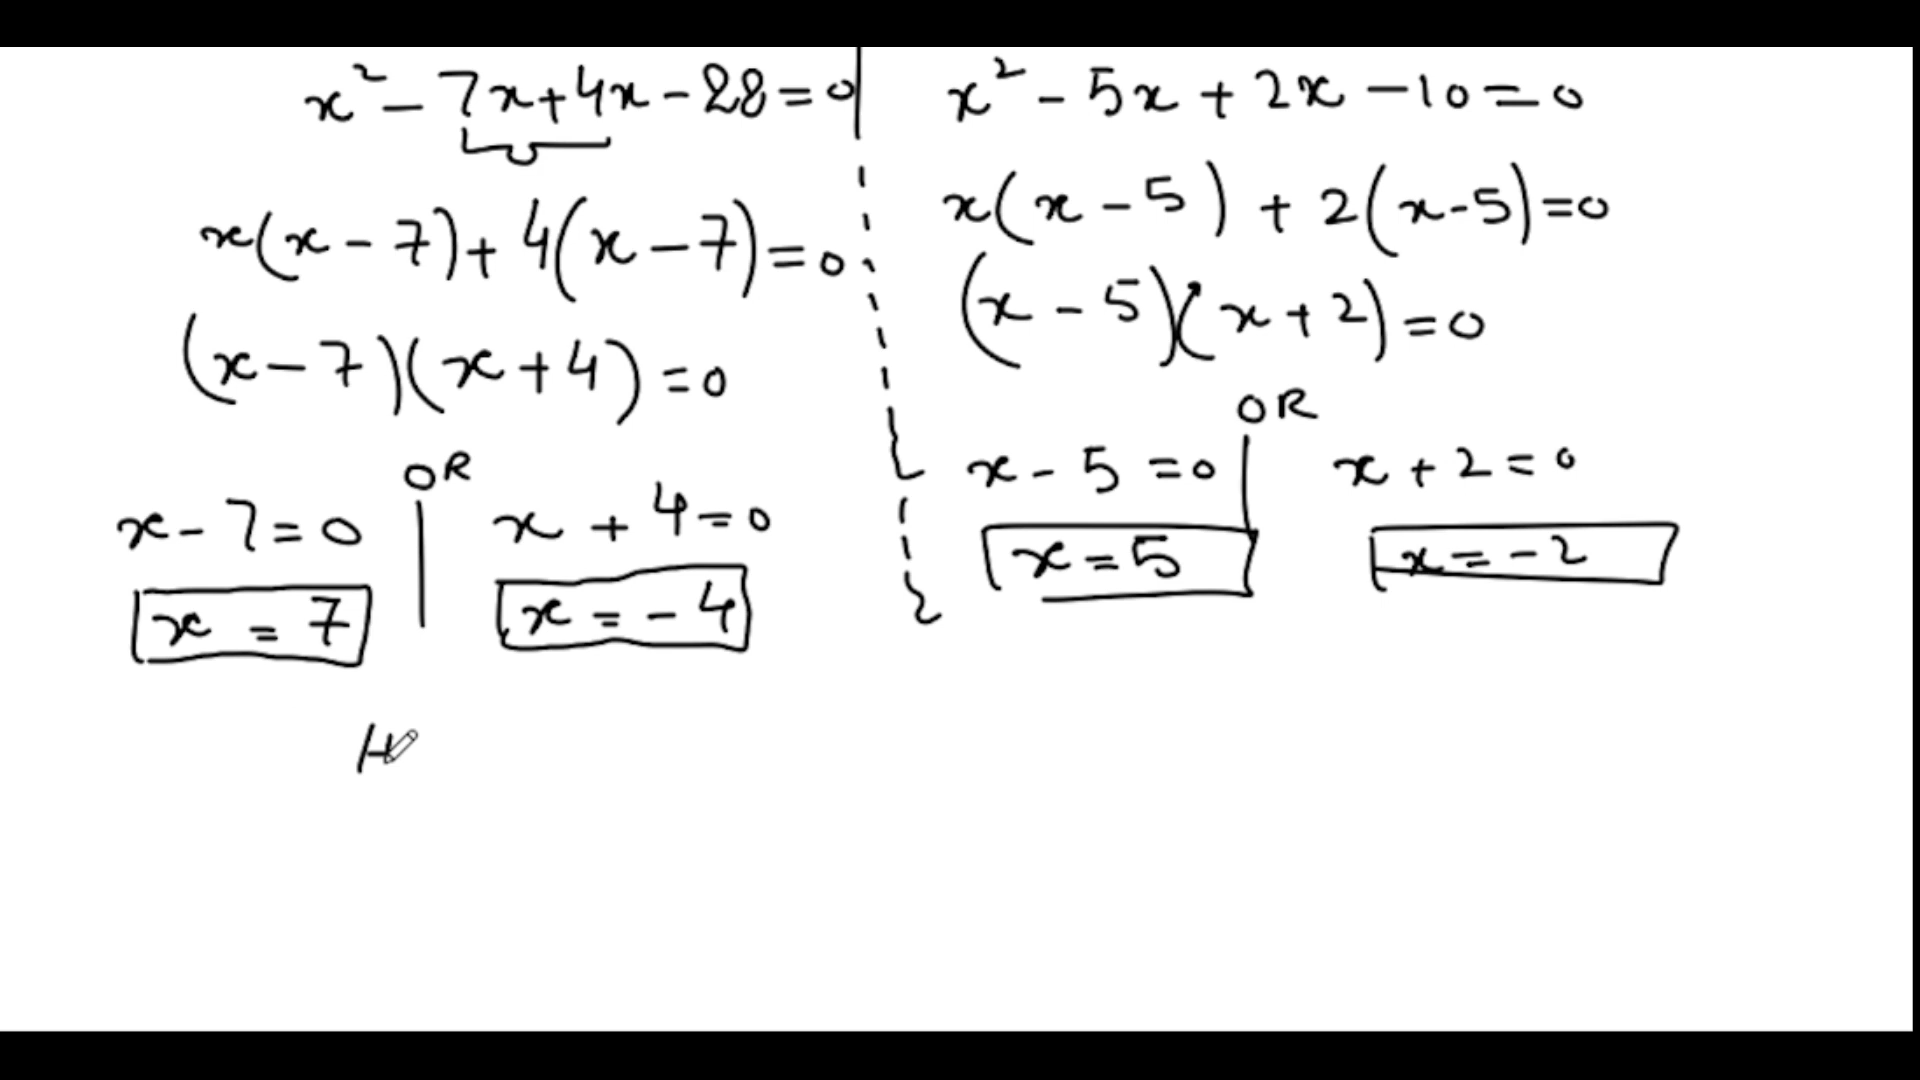 x² - 7x + 4x - 28 = 0
x(x - 7) + 4(x - 7) = 0
(x - 7)(x + 4) = 0
OR
x - 7 = 0
x + 4 = 0
x = 7
x = - 4
H
x² - 5x + 2x - 10 = 0
x(x - 5) + 2(x - 5) = 0
(x - 5)(x + 2) = 0
OR
x - 5 = 0
x + 2 = 0
x = 5
x = - 2